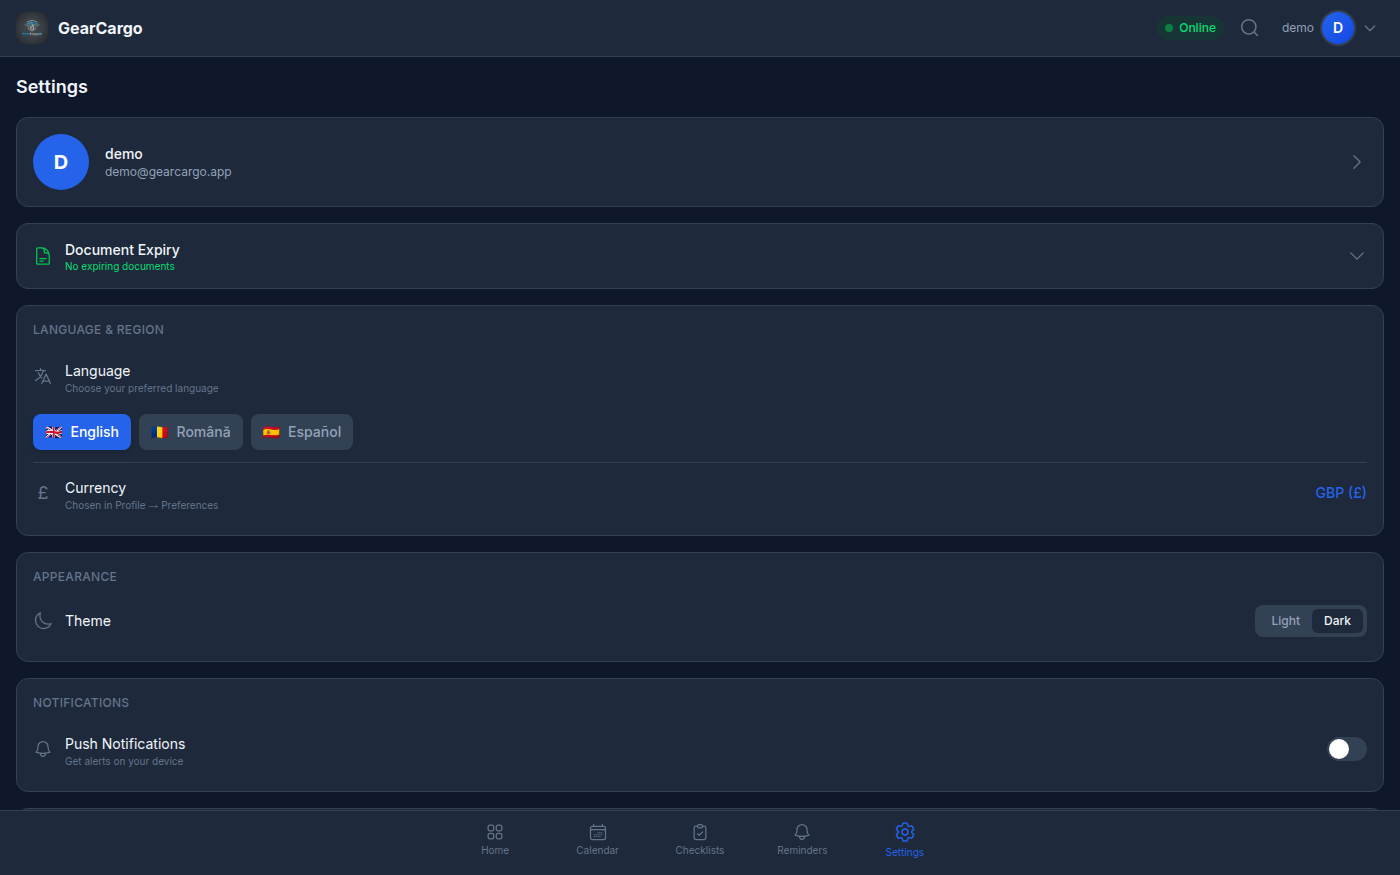 GearCargo
Online
demo
D
Settings
D
demo
demo@gearcargo.app
Document Expiry
No expiring documents
LANGUAGE & REGION
Language
Choose your preferred language
English
Română
Español
£
Currency
Chosen in Profile → Preferences
GBP (£)
APPEARANCE
Theme
Light
Dark
NOTIFICATIONS
Push Notifications
Get alerts on your device
Home
Calendar
Checklists
Reminders
Settings